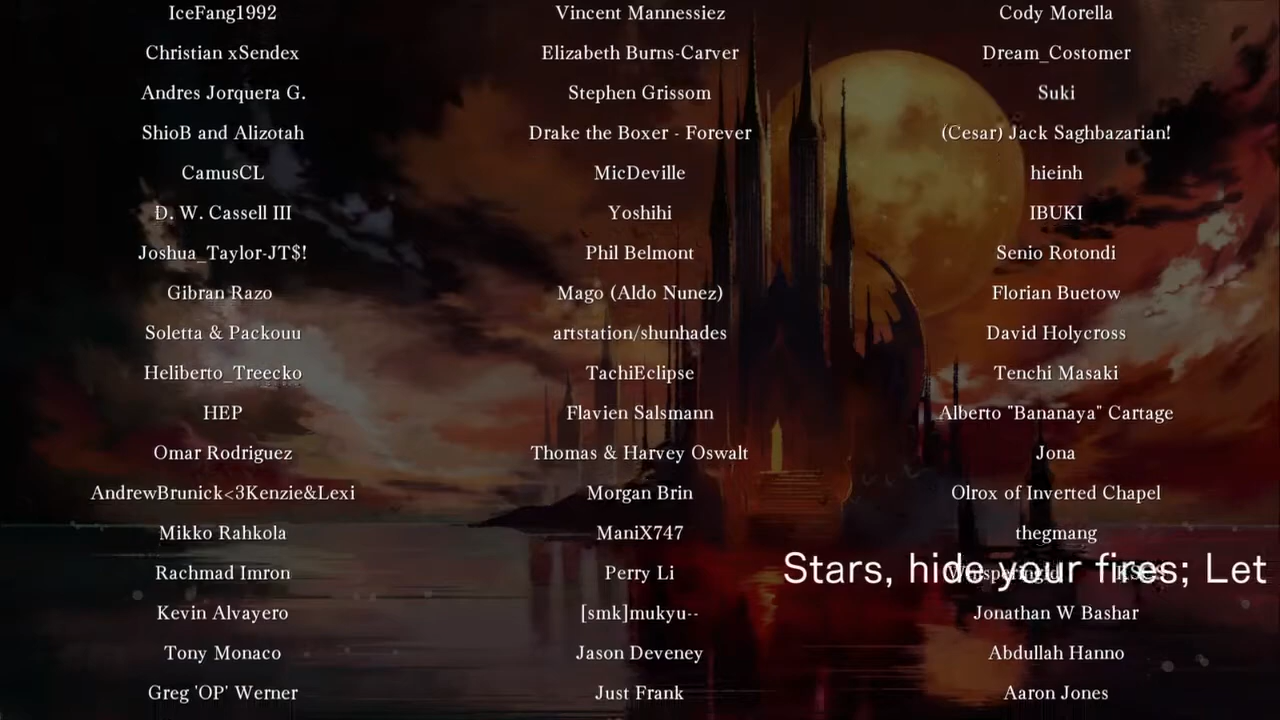 IceFang1992 Vincent Mannessiez Cody Morella
Christian xSendex Elizabeth Burns-Carver Dream_Costomer
Andres Jorquera G. Stephen Grissom Suki
ShioB and Alizotah Drake the Boxer - Forever (Cesar) Jack Saghbazarian!
CamusCL MicDeville hieinh
D. W. Cassell III Yoshihi IBUKI
Joshua_Taylor-JT$! Phil Belmont Senio Rotondi
Gibran Razo Mago (Aldo Nunez) Florian Buetow
Soletta & Packouu artstation/shunhades David Holycross
Heliberto_Treecko TachiEclipse Tenchi Masaki
HEP Flavien Salsmann Alberto "Bananaya" Cartage
Omar Rodriguez Thomas & Harvey Oswalt Jona
AndrewBrunick<3Kenzie&Lexi Morgan Brin Olrox of Inverted Chapel
Mikko Rahkola ManiX747 thegmang
Rachmad Imron Perry Li
Stars, hide your fires; Let
Kevin Alvayero [smk]mukyu-- Jonathan W Bashar
Tony Monaco Jason Deveney Abdullah Hanno
Greg 'OP' Werner Just Frank Aaron Jones